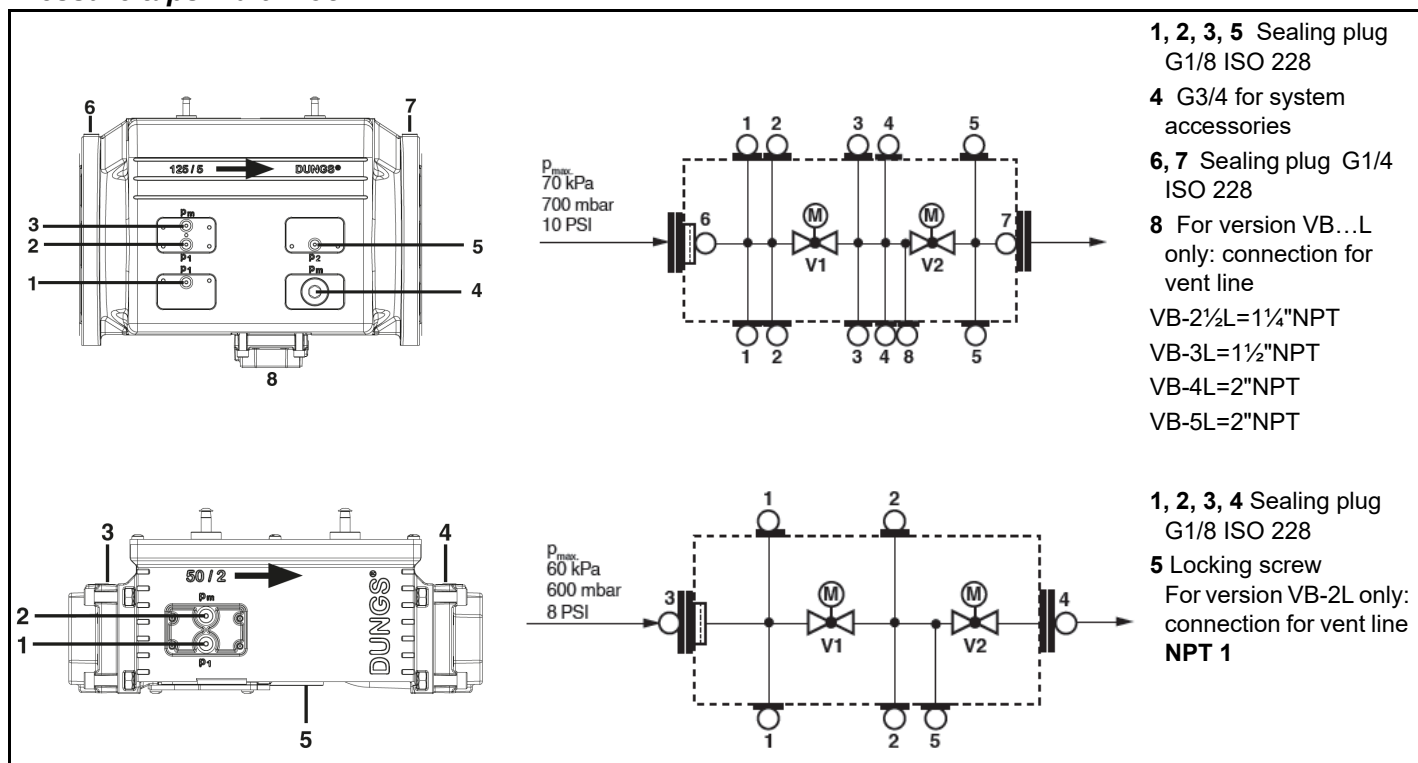 6
7
125 / 5
DUNGS®
Pm
3
2
P1
P1
1
P2
Pm
5
4
8
Pmax.
70 kPa
700 mbar
10 PSI
1 2 3 4 5
6
M
V1
M
V2
7
1 2 3 4 8 5
1, 2, 3, 5 Sealing plug
G1/8 ISO 228
4 G3/4 for system
accessories
6, 7 Sealing plug G1/4
ISO 228
8 For version VB…L
only: connection for
vent line
VB-2½L=1¼"NPT
VB-3L=1½"NPT
VB-4L=2"NPT
VB-5L=2"NPT
3
4
50 / 2
Pm
2
1
P1
DUNGS®
5
Pmax.
60 kPa
600 mbar
8 PSI
1 2
3
M
V1
M
V2
4
1 2 5
1, 2, 3, 4 Sealing plug
G1/8 ISO 228
5 Locking screw
For version VB-2L only:
connection for vent line
NPT 1